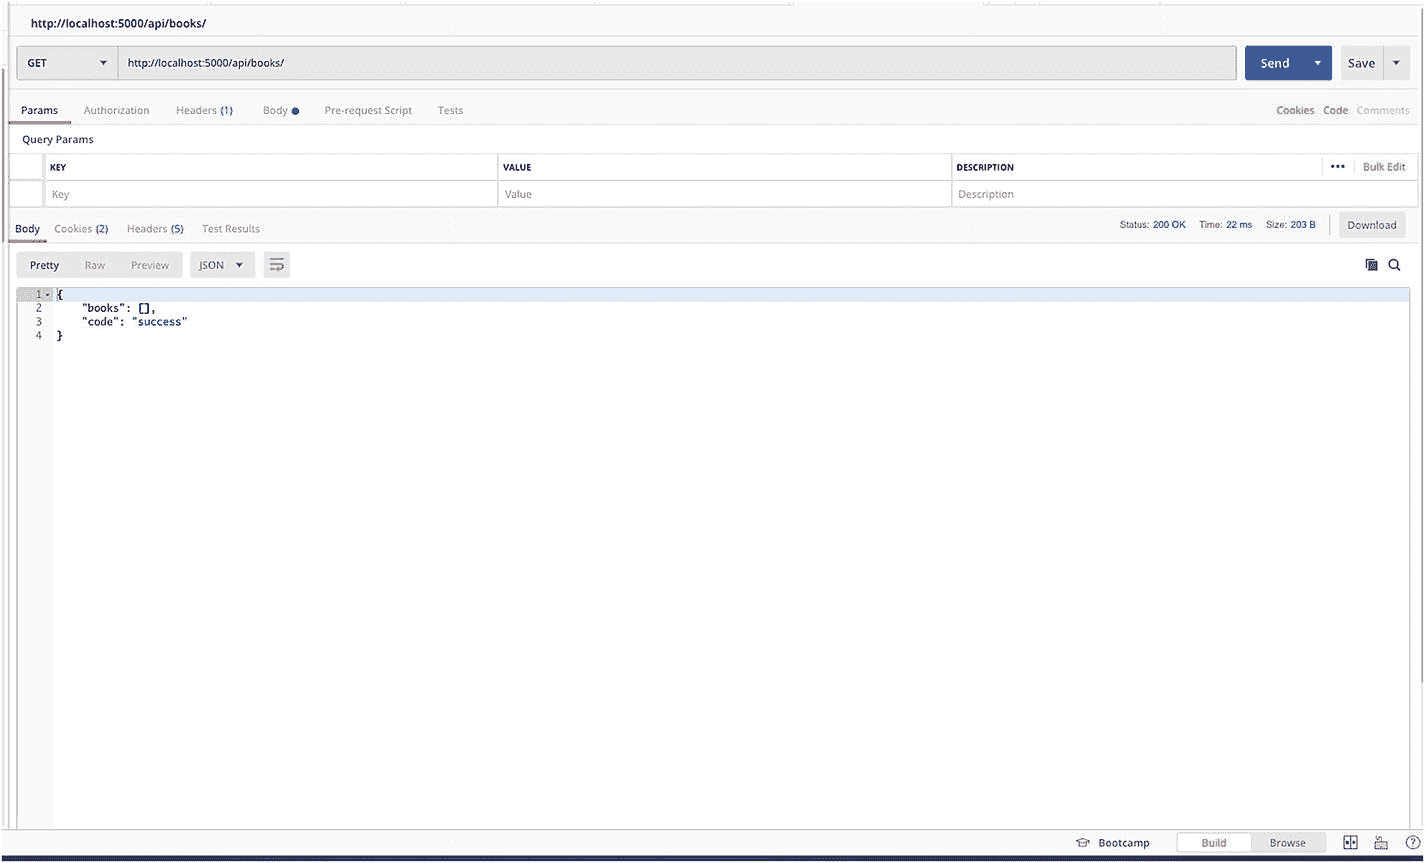 http://localhost:5000/api/books/
GET http://localhost:5000/api/books/ Send Save
Params Authorization Headers (1) Body Pre-request Script Tests Cookies Code Comments
Query Params
KEY VALUE DESCRIPTION ••• Bulk Edit
Key Value Description
Body Cookies (2) Headers (5) Test Results Status: 200 OK Time: 22 ms Size: 203 B Download
Pretty Raw Preview JSON
1 {
2 "books": [],
3 "code": "success"
4 }
Bootcamp Build Browse ?